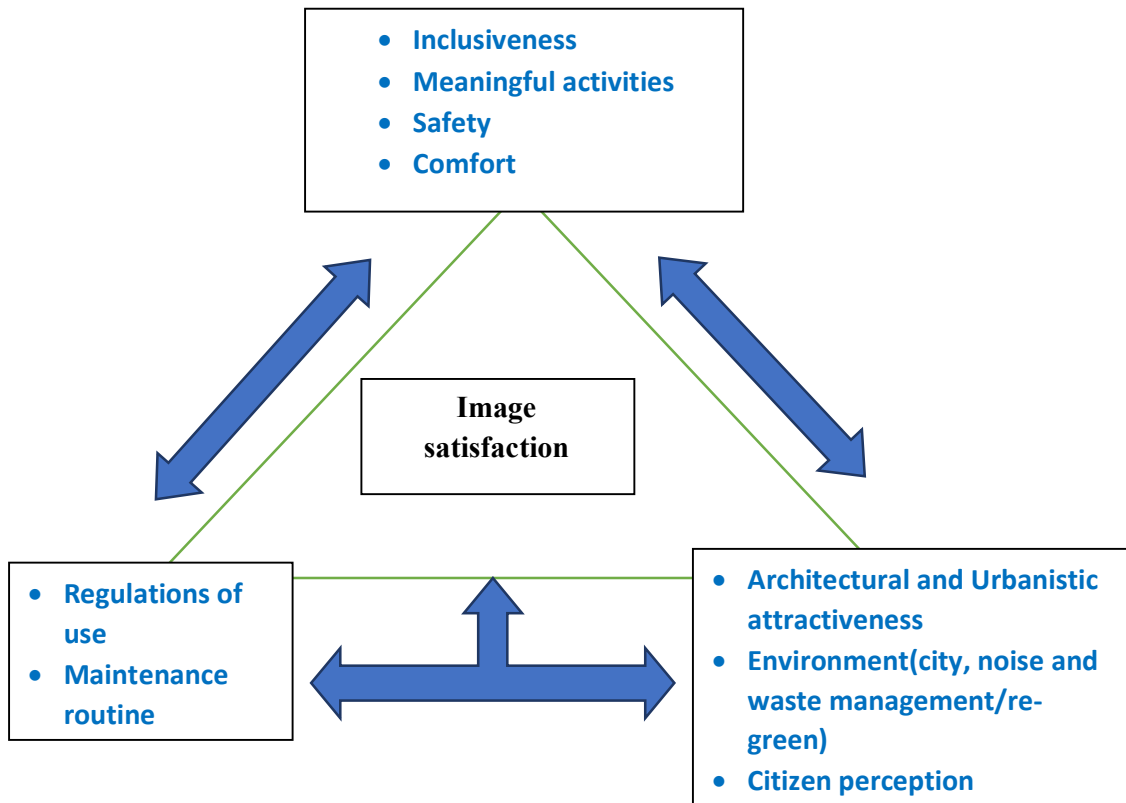 • Inclusiveness
• Meaningful activities
• Safety
• Comfort
Image
satisfaction
• Regulations of
use
• Maintenance
routine
• Architectural and Urbanistic
attractiveness
• Environment(city, noise and
waste management/re-
green)
• Citizen perception